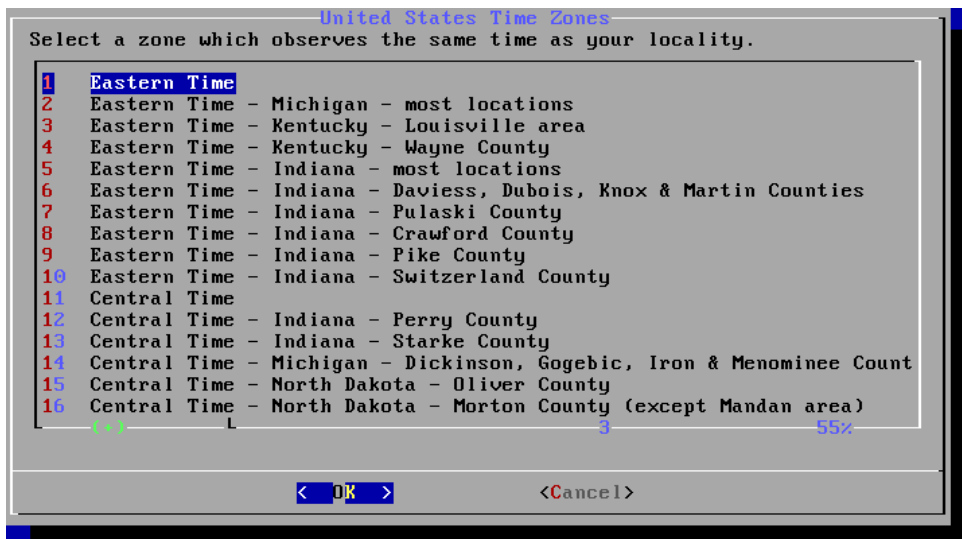 United States Time Zones
Select a zone which observes the same time as your locality.
1 Eastern Time
2 Eastern Time - Michigan - most locations
3 Eastern Time - Kentucky - Louisville area
4 Eastern Time - Kentucky - Wayne County
5 Eastern Time - Indiana - most locations
6 Eastern Time - Indiana - Daviess, Dubois, Knox & Martin Counties
7 Eastern Time - Indiana - Pulaski County
8 Eastern Time - Indiana - Crawford County
9 Eastern Time - Indiana - Pike County
10 Eastern Time - Indiana - Switzerland County
11 Central Time
12 Central Time - Indiana - Perry County
13 Central Time - Indiana - Starke County
14 Central Time - Michigan - Dickinson, Gogebic, Iron & Menominee Count
15 Central Time - North Dakota - Oliver County
16 Central Time - North Dakota - Morton County (except Mandan area)
(+) 3 55%
< OK > <Cancel>